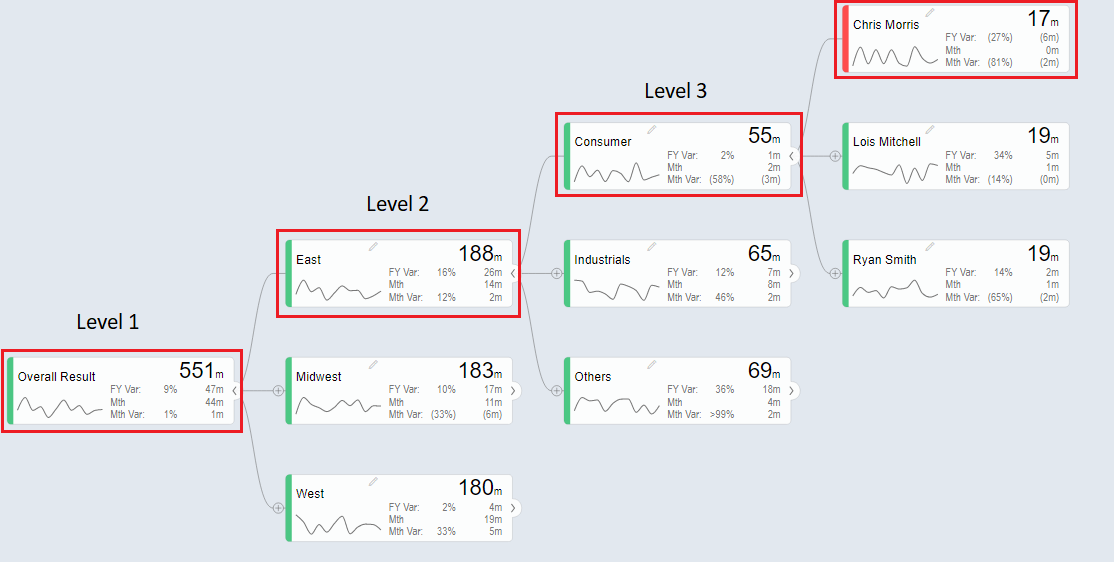 Chris Morris 17m
FY Var: (27%) (6m)
Mth 0m
Mth Var: (81%) (2m)
Level 3
Consumer 55m
FY Var: 2% 1m
Mth 2m
Mth Var: (58%) (3m)
Lois Mitchell 19m
FY Var: 34% 5m
Mth 1m
Mth Var: (14%) (0m)
Level 2
East 188m
FY Var: 16% 26m
Mth 14m
Mth Var: 12% 2m
Industrials 65m
FY Var: 12% 7m
Mth 8m
Mth Var: 46% 2m
Ryan Smith 19m
FY Var: 14% 2m
Mth 1m
Mth Var: (65%) (2m)
Level 1
Overall Result 551m
FY Var: 9% 47m
Mth 44m
Mth Var: 1% 1m
Midwest 183m
FY Var: 10% 17m
Mth 11m
Mth Var: (33%) (6m)
Others 69m
FY Var: 36% 18m
Mth 4m
Mth Var: >99% 2m
West 180m
FY Var: 2% 4m
Mth 19m
Mth Var: 33% 5m